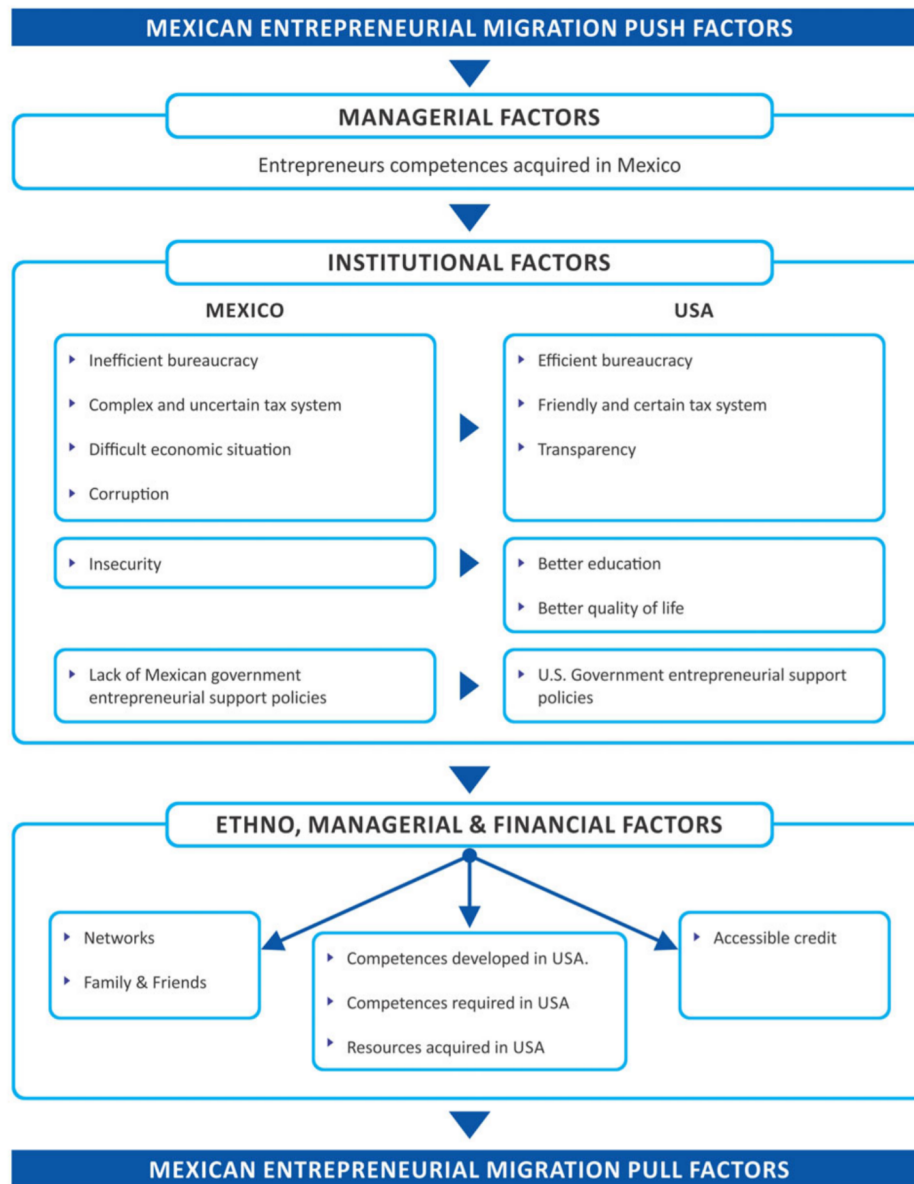 MEXICAN ENTREPRENEURIAL MIGRATION PUSH FACTORS
MANAGERIAL FACTORS
Entrepreneurs competences acquired in Mexico
INSTITUTIONAL FACTORS
MEXICO
Inefficient bureaucracy
Complex and uncertain tax system
Difficult economic situation
Corruption
USA
Efficient bureaucracy
Friendly and certain tax system
Transparency
Insecurity
Better education
Better quality of life
Lack of Mexican government
entrepreneurial support policies
U.S. Government entrepreneurial support
policies
ETHNO, MANAGERIAL & FINANCIAL FACTORS
Networks
Family & Friends
Competences developed in USA.
Competences required in USA
Resources acquired in USA
Accessible credit
MEXICAN ENTREPRENEURIAL MIGRATION PULL FACTORS